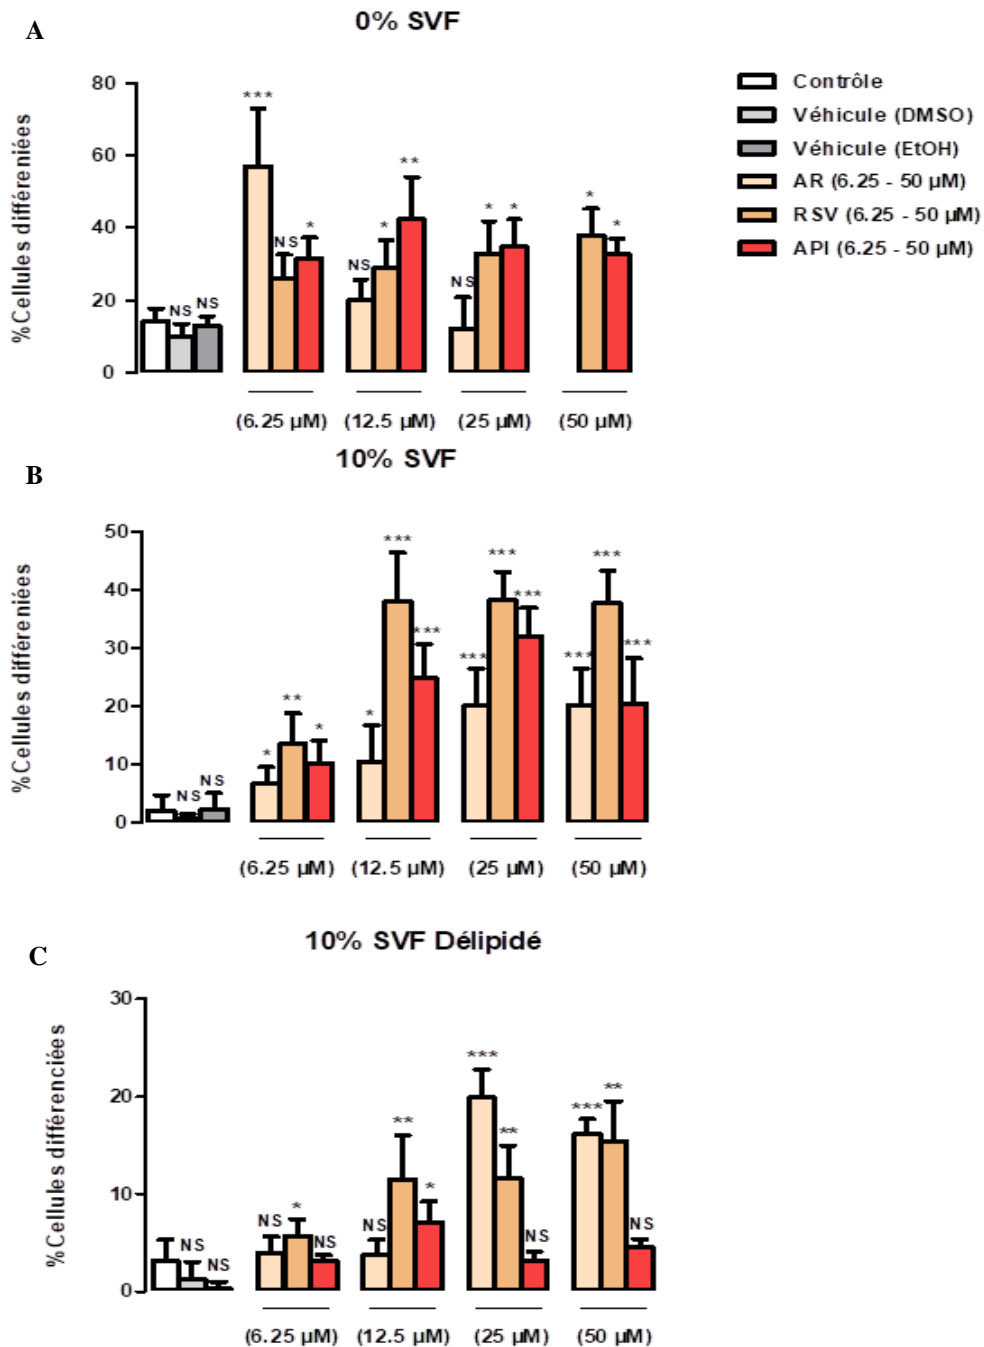 A
0% SVF
%Cellules différeniées
80
60
40
20
0
NS
NS
***
NS
*
NS
*
**
NS
*
*
*
*
(6.25 µM)
(12.5 µM)
(25 µM)
(50 µM)
Contrôle
Véhicule (DMSO)
Véhicule (EtOH)
AR (6.25 - 50 µM)
RSV (6.25 - 50 µM)
API (6.25 - 50 µM)
B
10% SVF
%Cellules différeniées
50
40
30
20
10
0
NS
NS
*
**
*
*
***
***
***
***
***
***
***
***
(6.25 µM)
(12.5 µM)
(25 µM)
(50 µM)
C
10% SVF Délipidé
%Cellules différenciées
30
20
10
0
NS
NS
NS
*
NS
NS
**
*
***
**
NS
***
**
NS
(6.25 µM)
(12.5 µM)
(25 µM)
(50 µM)